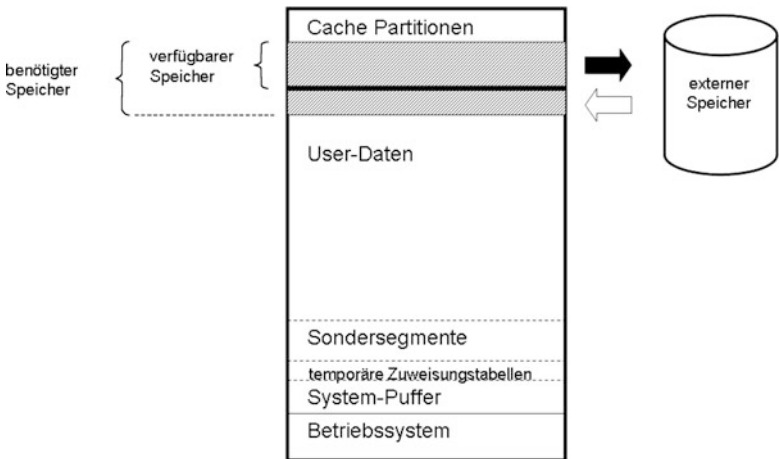 Cache Partitionen
verfügbarer
Speicher
benötigter
Speicher
externer
Speicher
User-Daten
Sondersegmente
temporäre Zuweisungstabellen
System-Puffer
Betriebssystem